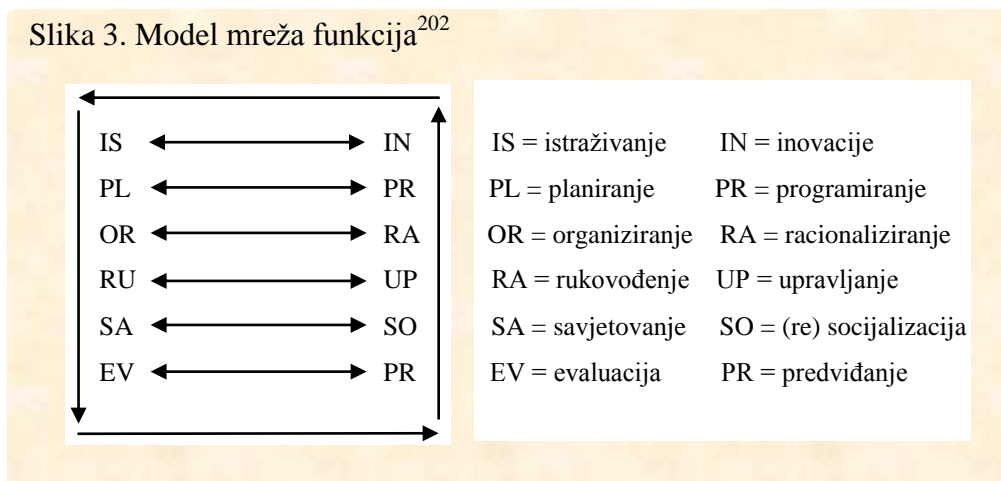 Slika 3. Model mreža funkcija202
IS IN
PL PR
OR RA
RU UP
SA SO
EV PR
IS = istraživanje IN = inovacije
PL = planiranje PR = programiranje
OR = organiziranje RA = racionaliziranje
RA = rukovođenje UP = upravljanje
SA = savjetovanje SO = (re) socijalizacija
EV = evaluacija PR = predviđanje